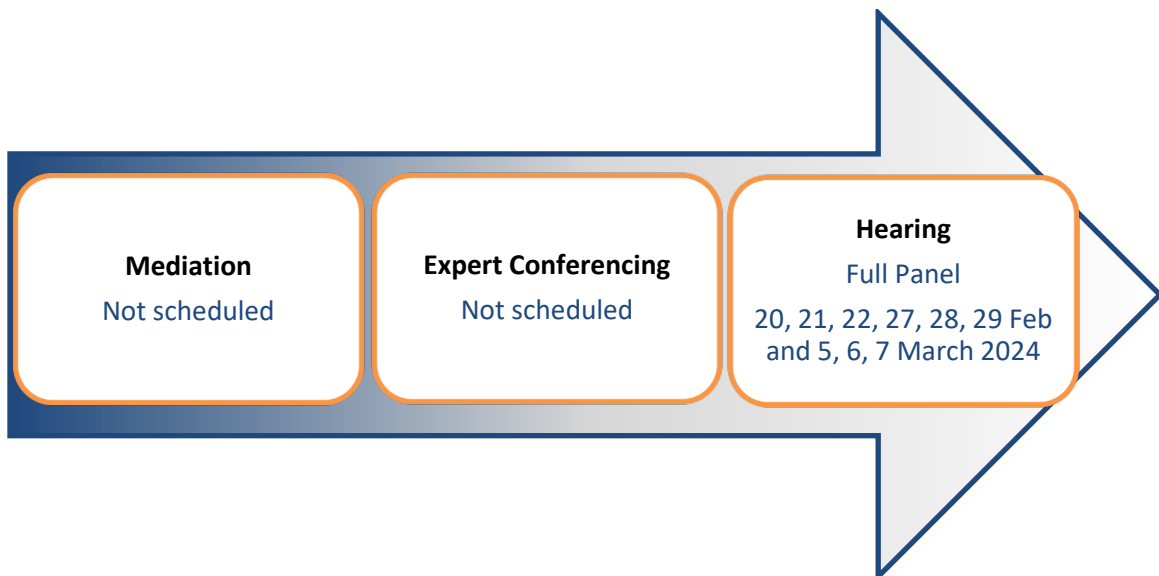 Mediation
Not scheduled
Expert Conferencing
Not scheduled
Hearing
Full Panel
20, 21, 22, 27, 28, 29 Feb
and 5, 6, 7 March 2024